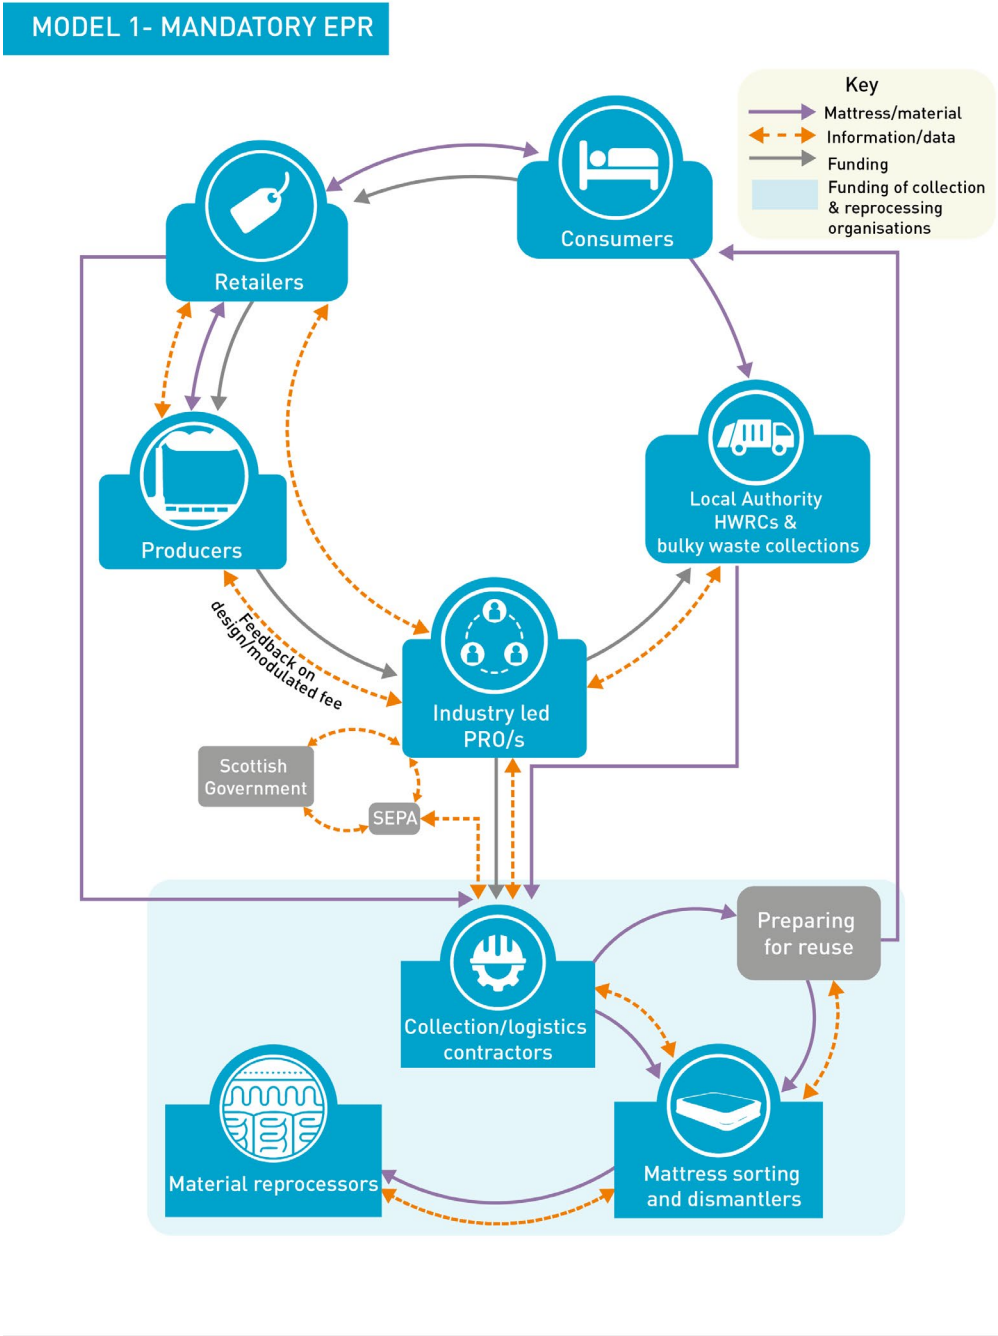 MODEL 1- MANDATORY EPR
Key
Mattress/material
Information/data
Funding
Funding of collection
& reprocessing
organisations
Consumers
Retailers
Local Authority
HWRCs &
bulky waste collections
Producers
Feedback on
design/modulated fee
Industry led
PRO/s
Scottish
Government
SEPA
Preparing
for reuse
Collection/logistics
contractors
Material reprocessors
Mattress sorting
and dismantlers